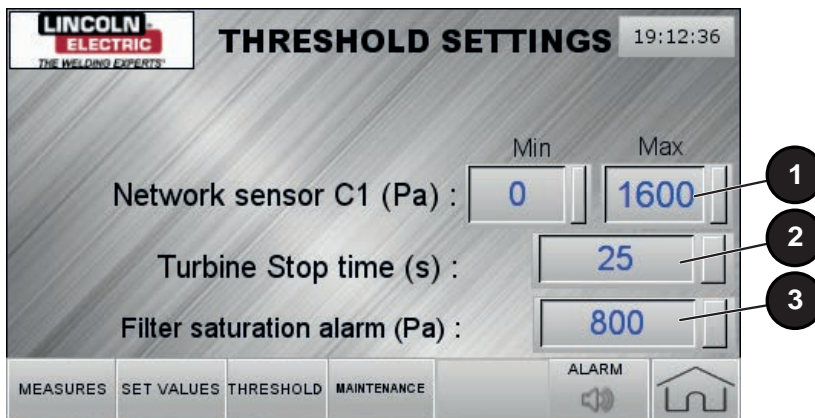 LINCOLN
ELECTRIC
THE WELDING EXPERTS®
THRESHOLD SETTINGS
19:12:36
Min Max
Network sensor C1 (Pa) : 0 1600
1
Turbine Stop time (s) : 25
2
Filter saturation alarm (Pa) : 800
3
MEASURES SET VALUES THRESHOLD MAINTENANCE ALARM